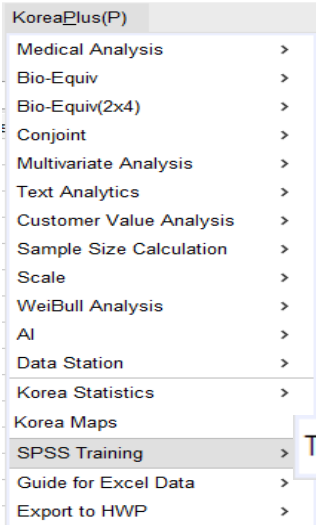 KoreaPlus(P)
Medical Analysis
Bio-Equiv
Bio-Equiv(2x4)
Conjoint
Multivariate Analysis
Text Analytics
Customer Value Analysis
Sample Size Calculation
Scale
WeiBull Analysis
AI
Data Station
Korea Statistics
Korea Maps
SPSS Training
Guide for Excel Data
Export to HWP